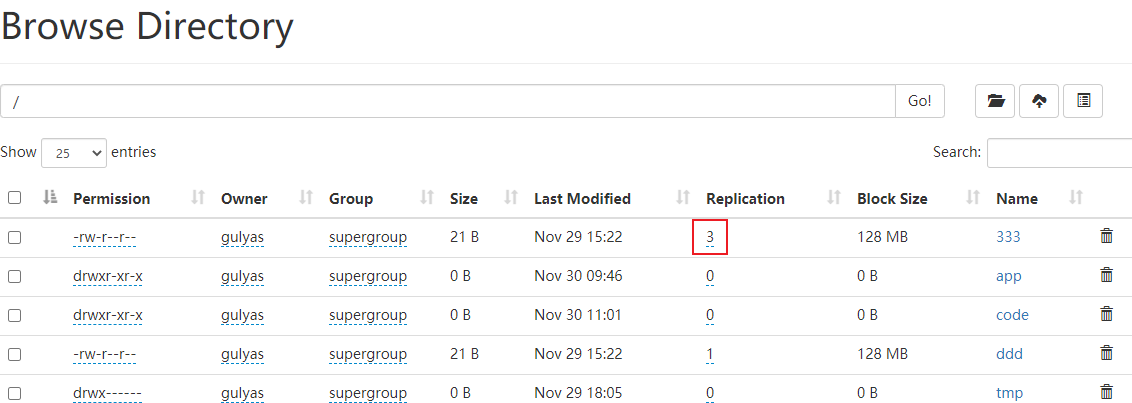 Browse Directory
/ Go!
Show 25 entries Search:
Permission Owner Group Size Last Modified Replication Block Size Name
-rw-r--r-- gulyas supergroup 21 B Nov 29 15:22 3 128 MB 333
drwxr-xr-x gulyas supergroup 0 B Nov 30 09:46 0 0 B app
drwxr-xr-x gulyas supergroup 0 B Nov 30 11:01 0 0 B code
-rw-r--r-- gulyas supergroup 21 B Nov 29 15:22 1 128 MB ddd
drwx------ gulyas supergroup 0 B Nov 29 18:05 0 0 B tmp